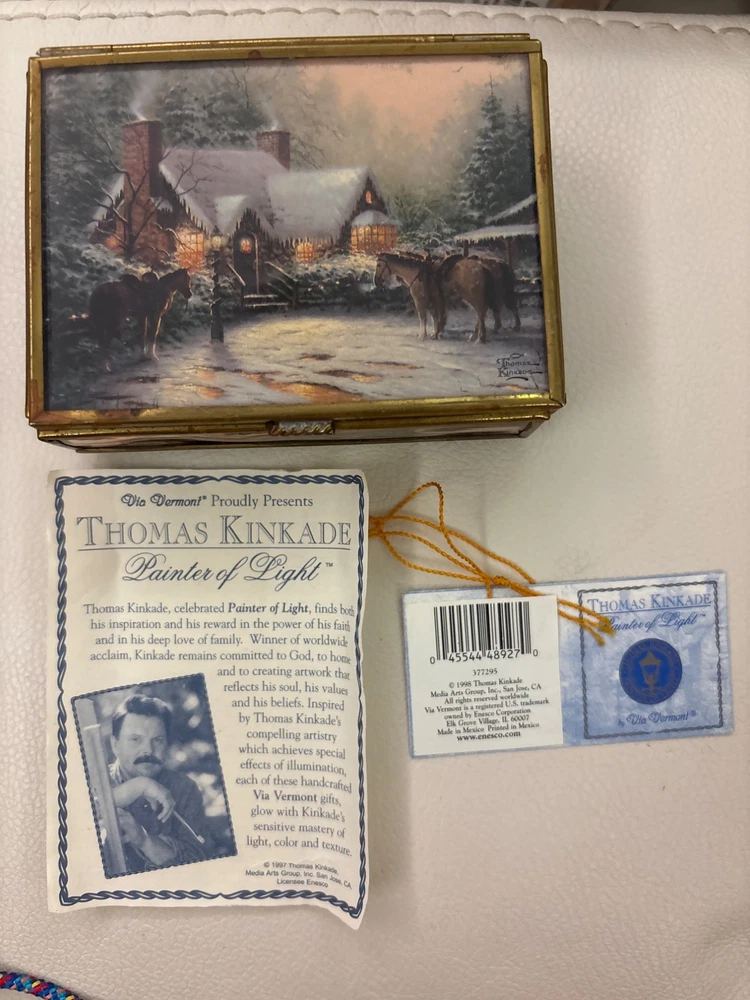 Thomas
Kinkade
Via Vermont® Proudly Presents
THOMAS KINKADE
Painter of Light™
Thomas Kinkade, celebrated Painter of Light, finds both
his inspiration and his reward in the power of his faith
and in his deep love of family. Winner of worldwide
acclaim, Kinkade remains committed to God, to home
and to creating artwork that
reflects his soul, his values
and his beliefs. Inspired
by Thomas Kinkade's
compelling artistry
which achieves special
effects of illumination,
each of these handcrafted
Via Vermont gifts,
glow with Kinkade's
sensitive mastery of
light, color and texture.
© 1997 Thomas Kinkade,
Media Arts Group, Inc. San Jose, CA
Licensee Enesco
0 45544 48927 0
377295
© 1998 Thomas Kinkade
Media Arts Group, Inc., San Jose, CA
All rights reserved worldwide
Via Vermont is a registered U.S. trademark
owned by Enesco Corporation
Elk Grove Village, IL 60007
Made in Mexico Printed in Mexico
www.enesco.com
THOMAS KINKADE
Painter of Light™
by Via Vermont®